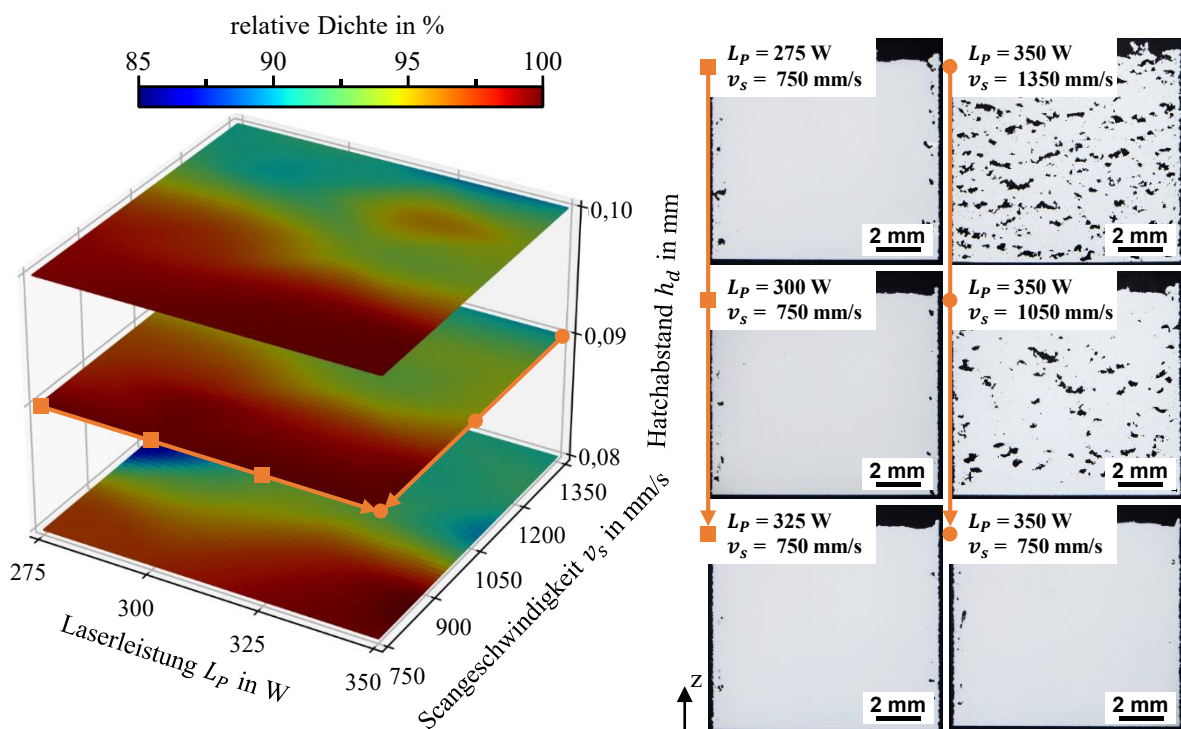 relative Dichte in %
85 90 95 100
0,10
0,09
0,08
Hatchabstand h_d in mm
1350
1200
1050
900
750
Scangeschwindigkeit v_s in mm/s
275
300
325
350
Laserleistung L_P in W
L_P = 275 W
v_s = 750 mm/s
2 mm
L_P = 350 W
v_s = 1350 mm/s
2 mm
L_P = 300 W
v_s = 750 mm/s
2 mm
L_P = 350 W
v_s = 1050 mm/s
2 mm
L_P = 325 W
v_s = 750 mm/s
2 mm
L_P = 350 W
v_s = 750 mm/s
2 mm
z